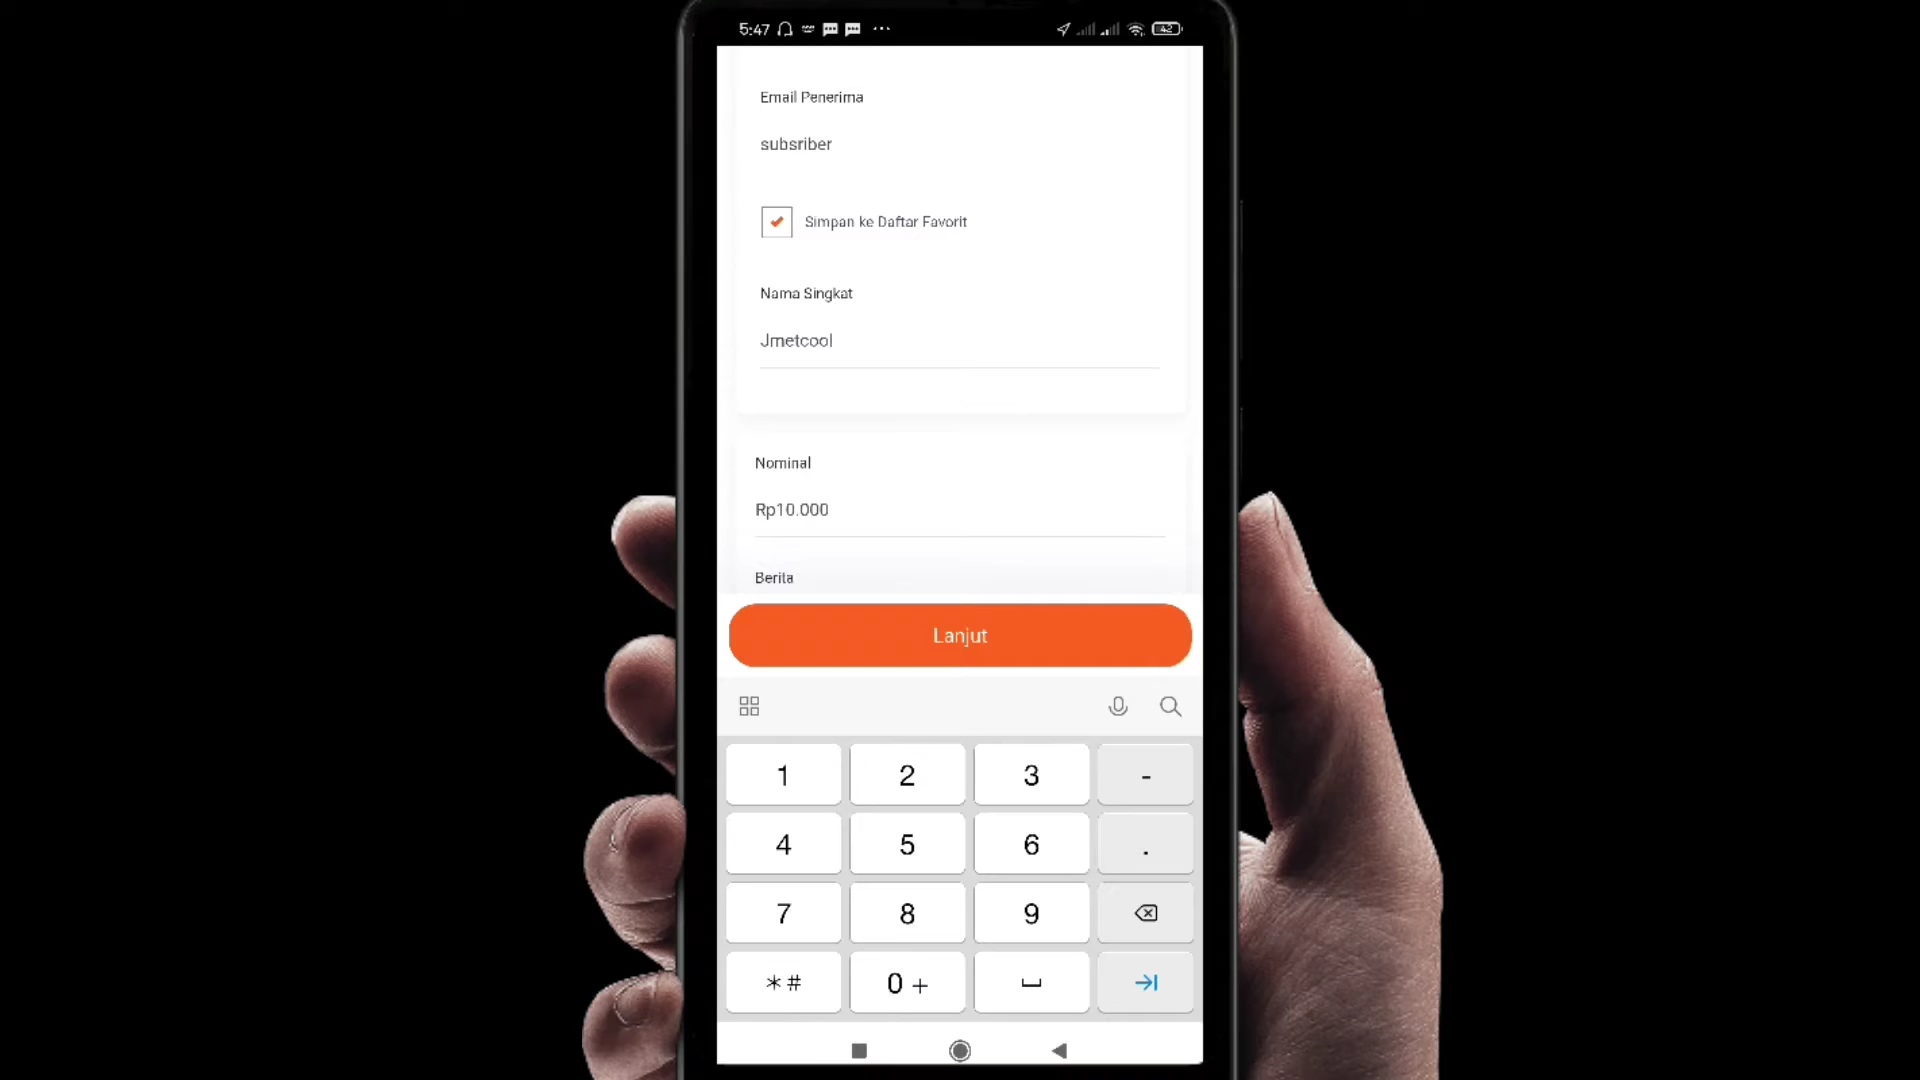 5:47
42
Email Penerima
subsriber
Simpan ke Daftar Favorit
Nama Singkat
Jmetcool
Nominal
Rp10.000
Berita
Lanjut
1 2 3 -
4 5 6 .
7 8 9
*# 0 +